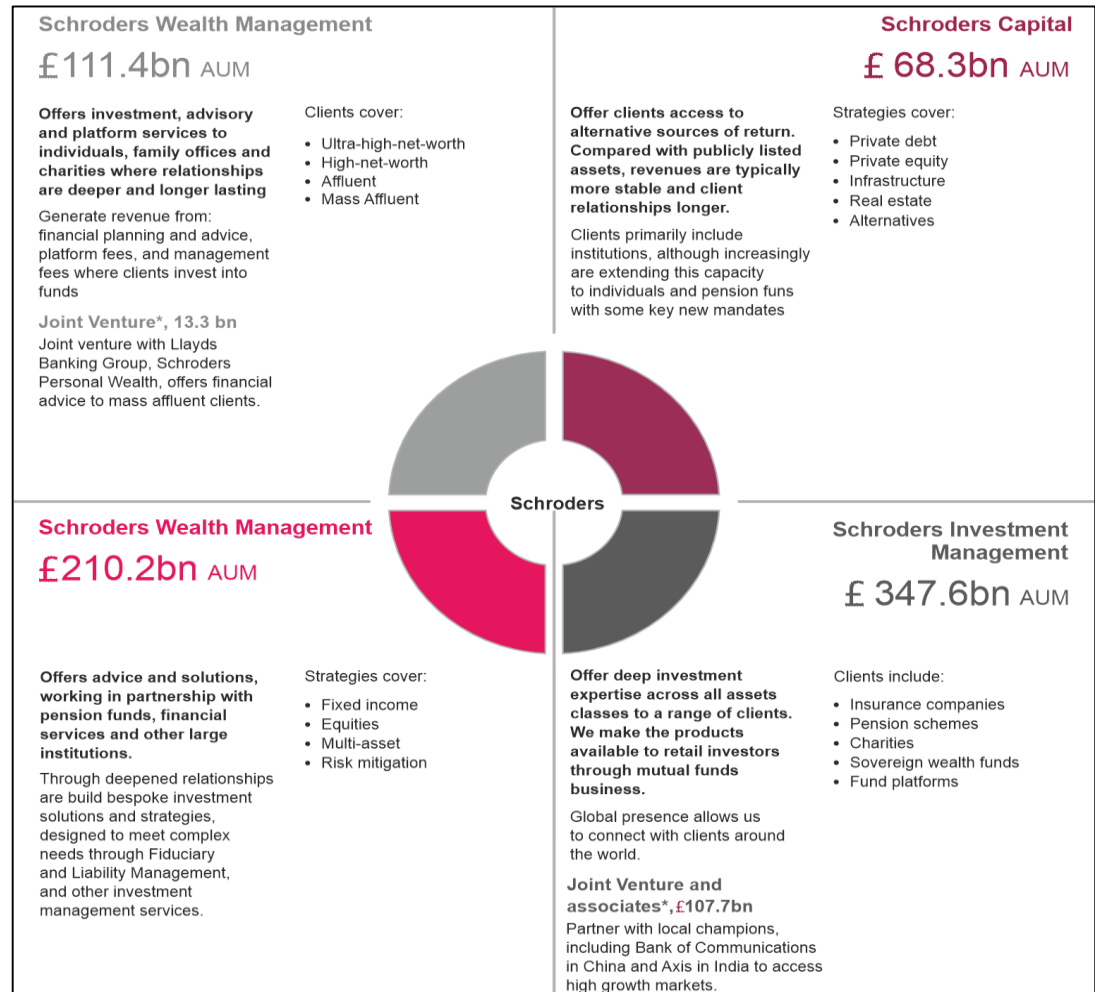 Schroders Wealth Management
£111.4bn AUM
Offers investment, advisory
and platform services to
individuals, family offices and
charities where relationships
are deeper and longer lasting
Generate revenue from:
financial planning and advice,
platform fees, and management
fees where clients invest into
funds
Joint Venture*, 13.3 bn
Joint venture with Llayds
Banking Group, Schroders
Personal Wealth, offers financial
advice to mass affluent clients.
Clients cover:
• Ultra-high-net-worth
• High-net-worth
• Affluent
• Mass Affluent
Schroders Capital
£ 68.3bn AUM
Offer clients access to
alternative sources of return.
Compared with publicly listed
assets, revenues are typically
more stable and client
relationships longer.
Clients primarily include
institutions, although increasingly
are extending this capacity
to individuals and pension funs
with some key new mandates
Strategies cover:
• Private debt
• Private equity
• Infrastructure
• Real estate
• Alternatives
Schroders
Schroders Wealth Management
£210.2bn AUM
Offers advice and solutions,
working in partnership with
pension funds, financial
services and other large
institutions.
Through deepened relationships
are build bespoke investment
solutions and strategies,
designed to meet complex
needs through Fiduciary
and Liability Management,
and other investment
management services.
Strategies cover:
• Fixed income
• Equities
• Multi-asset
• Risk mitigation
Schroders Investment
Management
£ 347.6bn AUM
Offer deep investment
expertise across all assets
classes to a range of clients.
We make the products
available to retail investors
through mutual funds
business.
Global presence allows us
to connect with clients around
the world.
Joint Venture and
associates*,£107.7bn
Partner with local champions,
including Bank of Communications
in China and Axis in India to access
high growth markets.
Clients include:
• Insurance companies
• Pension schemes
• Charities
• Sovereign wealth funds
• Fund platforms